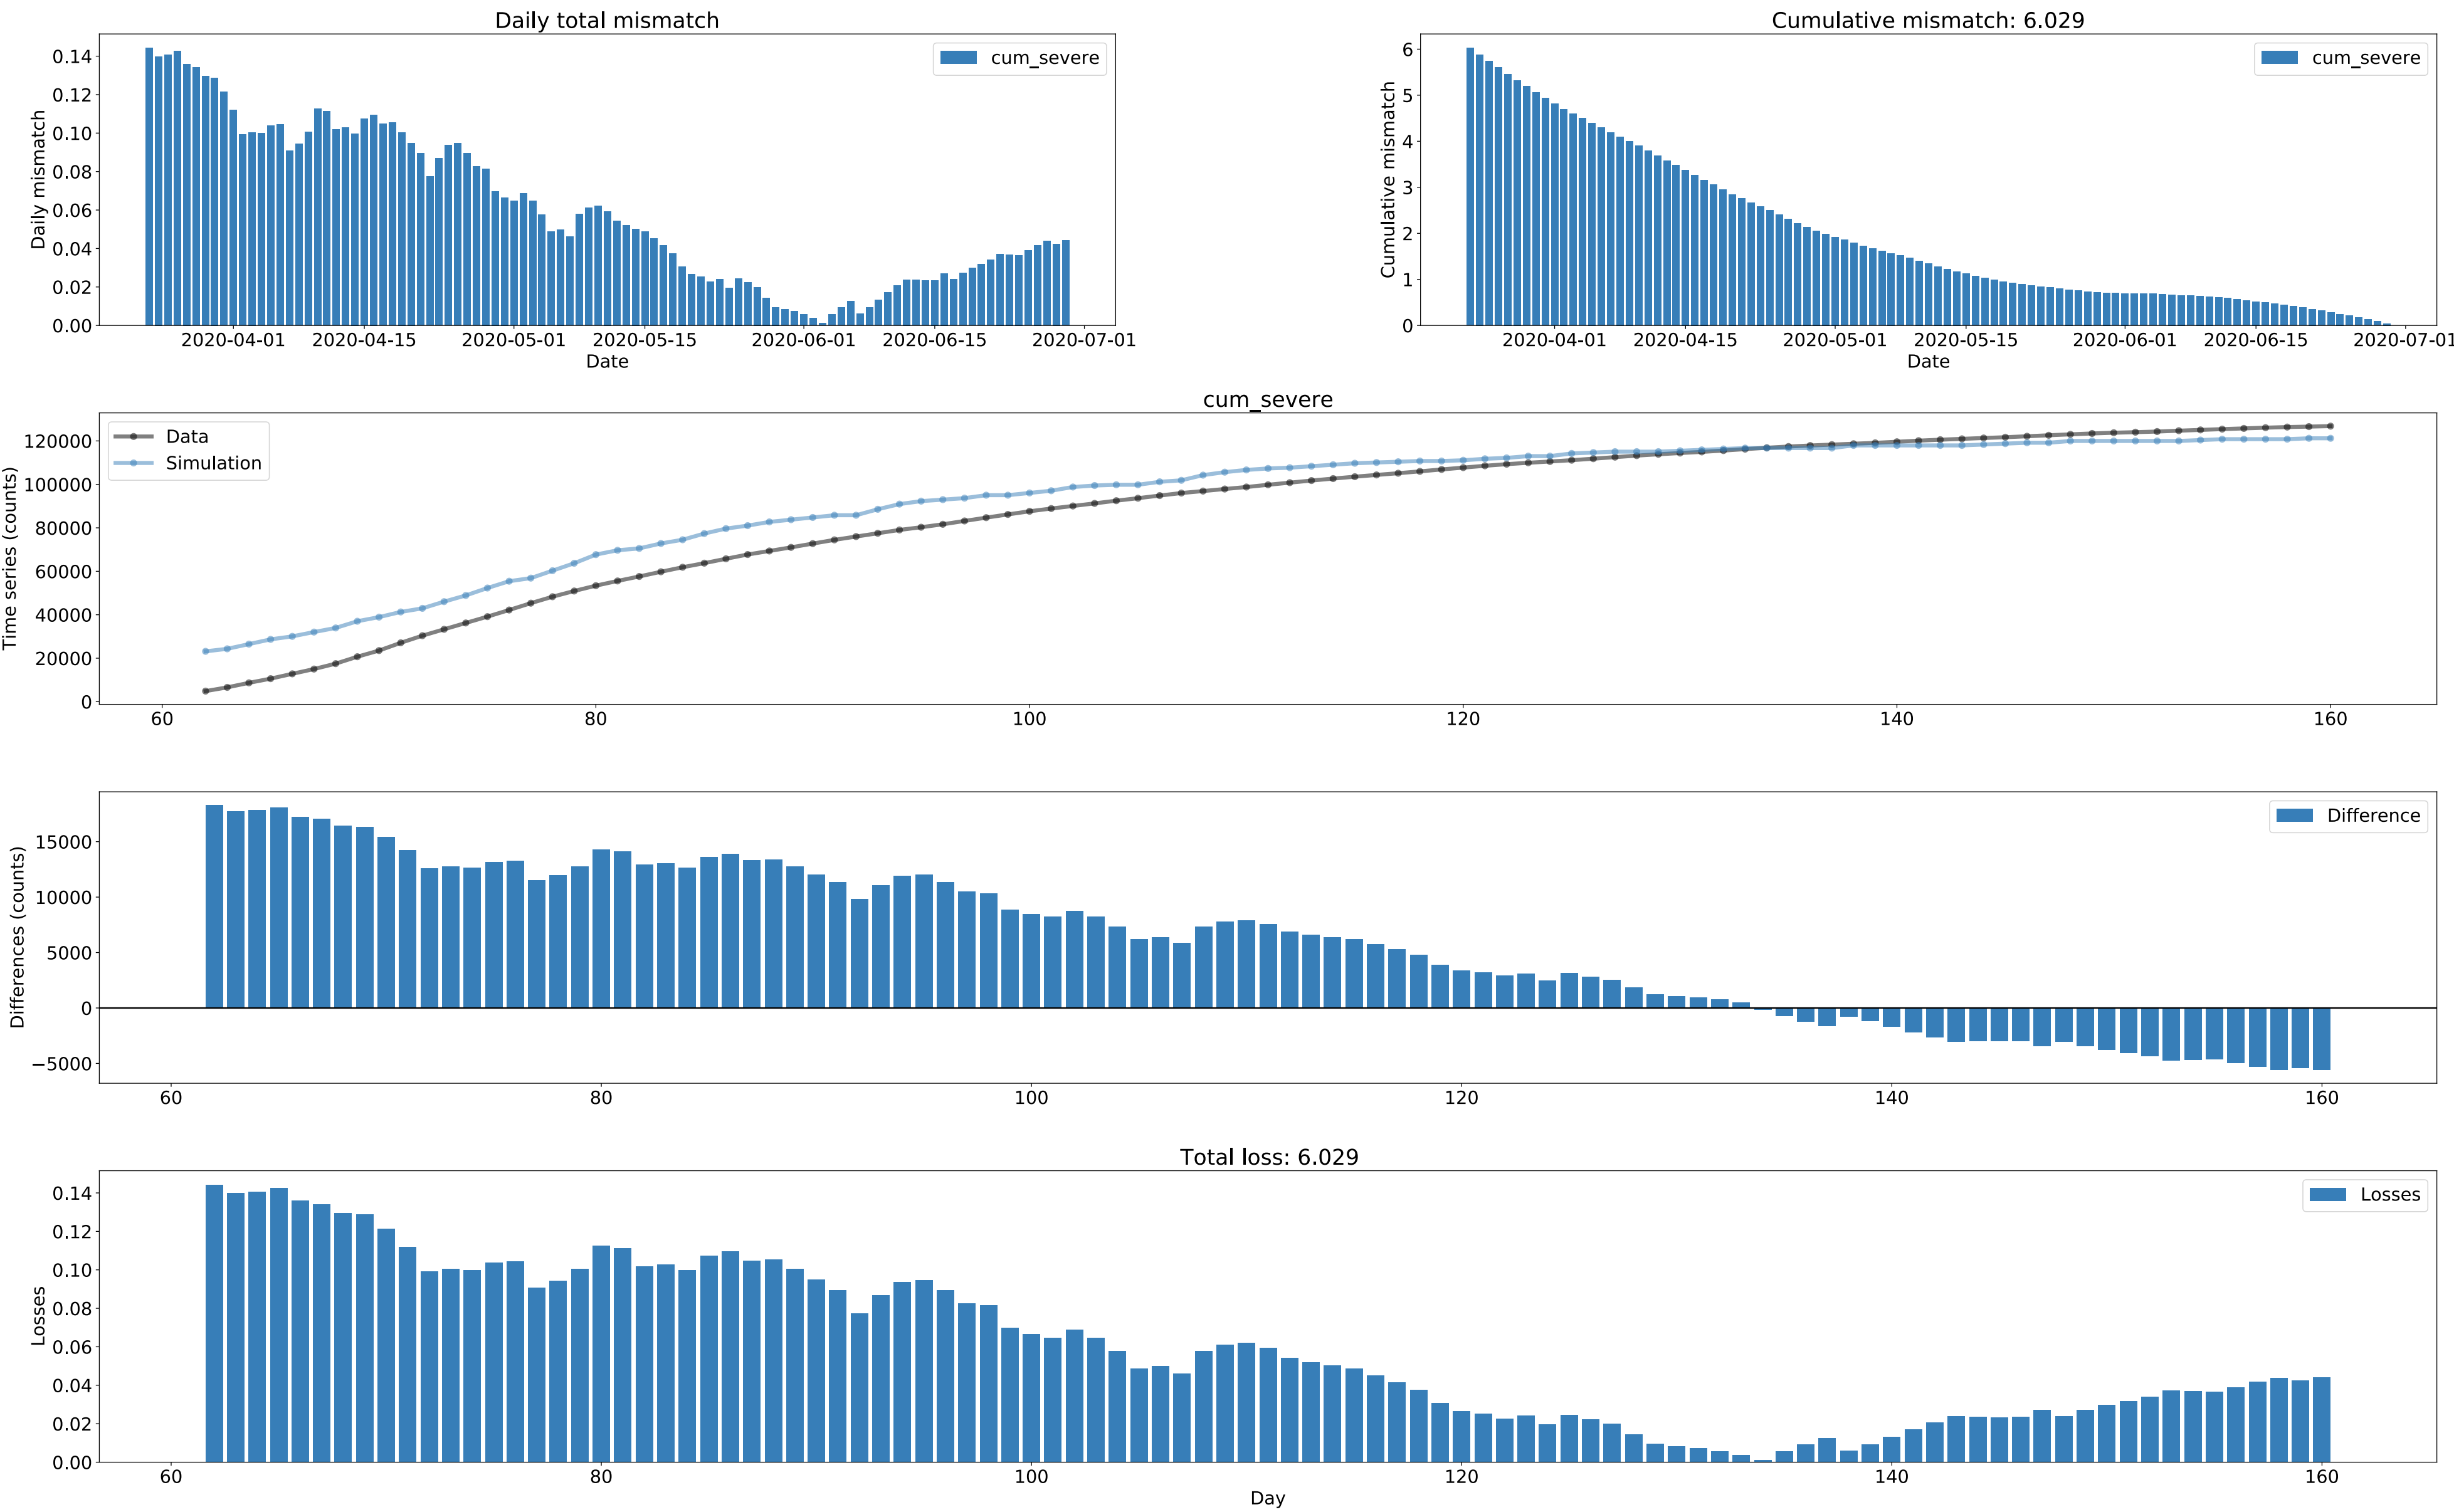 Daily total mismatch
Daily mismatch
0.14
0.12
0.10
0.08
0.06
0.04
0.02
0.00
cum_severe
2020-04-01 2020-04-15 2020-05-01 2020-05-15 2020-06-01 2020-06-15 2020-07-01
Date
Cumulative mismatch: 6.029
Cumulative mismatch
6
5
4
3
2
1
0
cum_severe
2020-04-01 2020-04-15 2020-05-01 2020-05-15 2020-06-01 2020-06-15 2020-07-01
Date
cum_severe
Time series (counts)
120000
100000
80000
60000
40000
20000
0
Data
Simulation
60 80 100 120 140 160
Differences (counts)
15000
10000
5000
0
−5000
Difference
60 80 100 120 140 160
Total loss: 6.029
Losses
0.14
0.12
0.10
0.08
0.06
0.04
0.02
0.00
Losses
60 80 100 120 140 160
Day